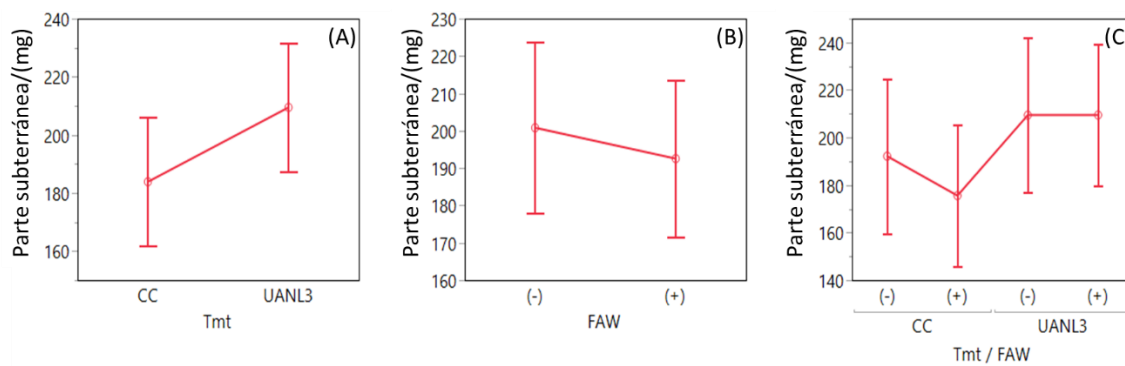 Parte subterránea/(mg)
240
220
200
180
160
(A)
CC
UANL3
Tmt
Parte subterránea/(mg)
230
220
210
200
190
180
170
160
(B)
(-)
(+)
FAW
Parte subterránea/(mg)
240
220
200
180
160
140
(C)
(-) (+) (-) (+)
CC UANL3
Tmt / FAW